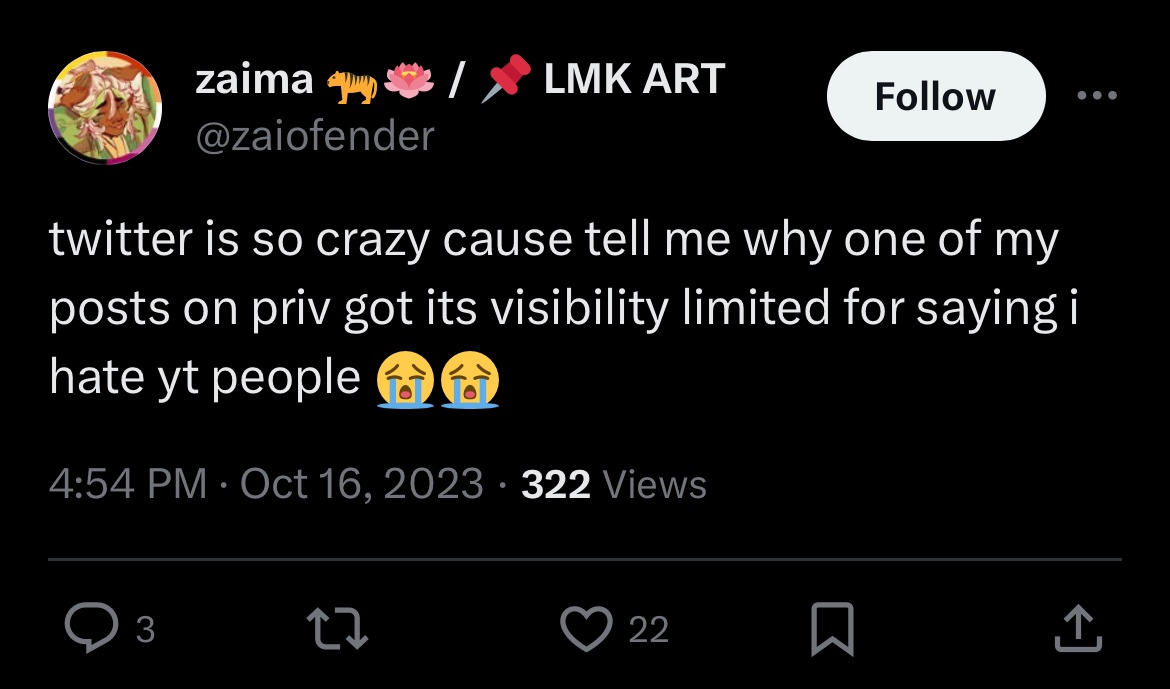 zaima 🐅🪷 / 📌 LMK ART
@zaiofender
Follow
twitter is so crazy cause tell me why one of my
posts on priv got its visibility limited for saying i
hate yt people 😭😭
4:54 PM · Oct 16, 2023 · 322 Views
3
22